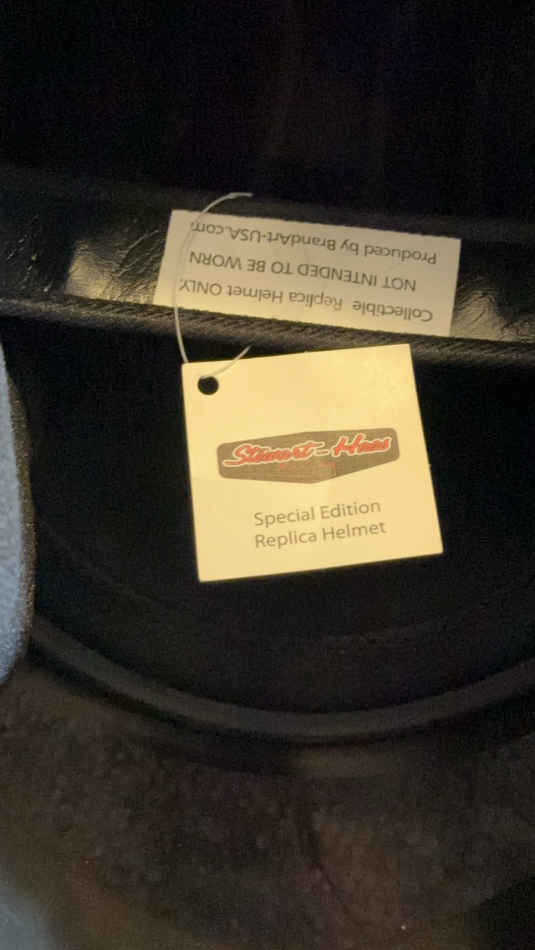 Collectible Replica Helmet ONLY.
NOT INTENDED TO BE WORN
Produced by BrandArt-USA.com
Stewart-Haas
Special Edition
Replica Helmet